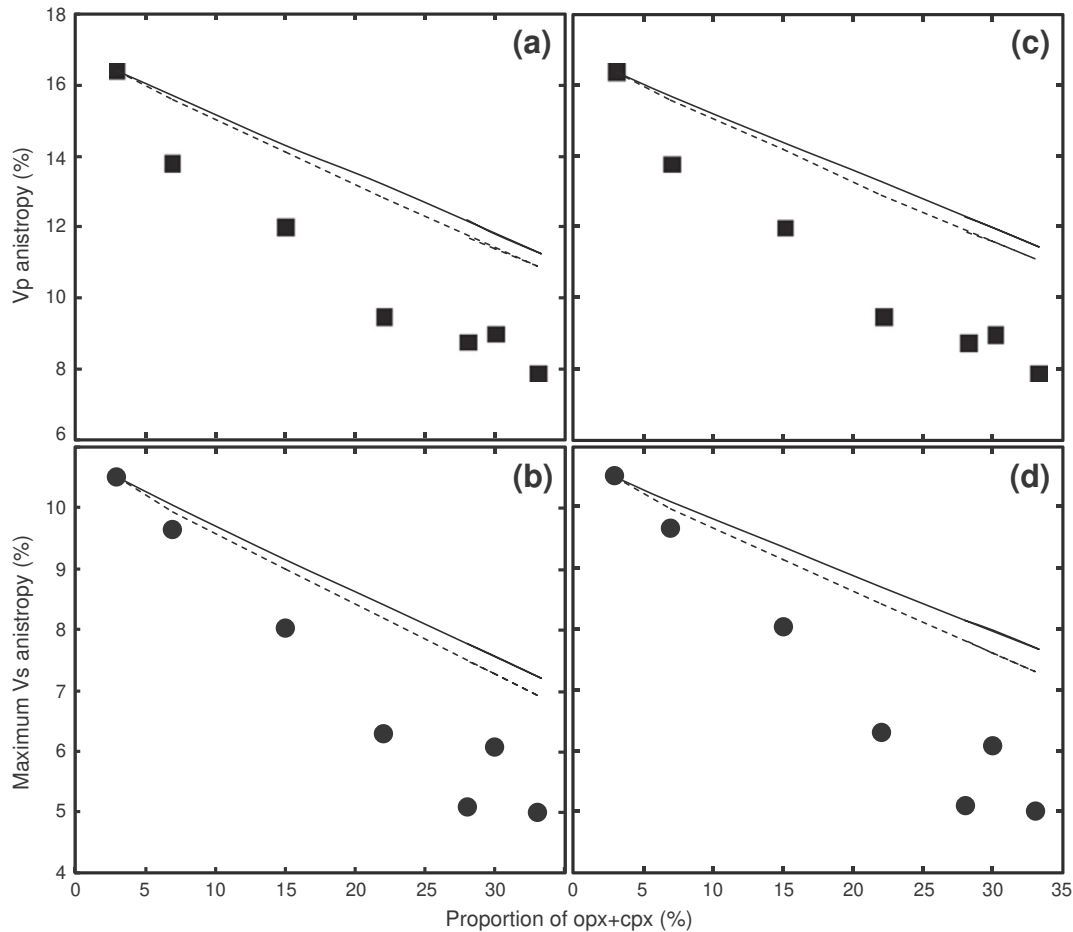 18
16
14
12
10
8
6
Vp anistropy (%)
(a)
(c)
10
9
8
7
6
5
4
Maximum Vs anistropy (%)
(b)
(d)
0 5 10 15 20 25 30 0 5 10 15 20 25 30 35
Proportion of opx+cpx (%)